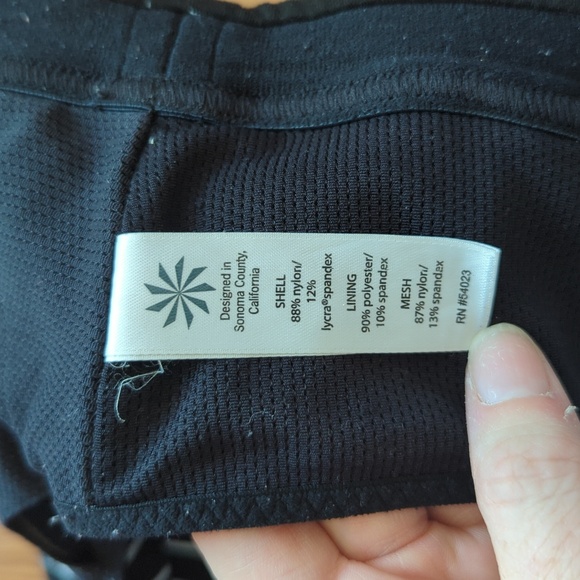 Designed in
Sonoma County,
California
SHELL
88% nylon/
12%
lycra®spandex
LINING
90% polyester/
10% spandex
MESH
87% nylon/
13% spandex
RN #54023